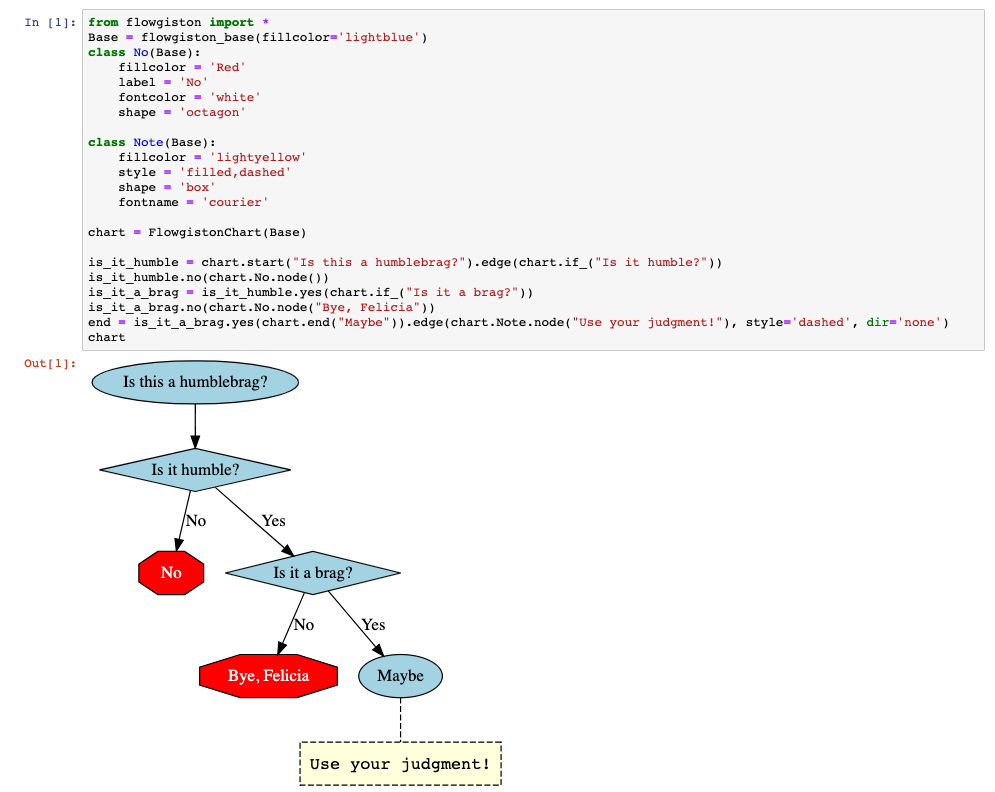 In [1]:
from flowgiston import *
Base = flowgiston_base(fillcolor='lightblue')
class No(Base):
    fillcolor = 'Red'
    label = 'No'
    fontcolor = 'white'
    shape = 'octagon'

class Note(Base):
    fillcolor = 'lightyellow'
    style = 'filled,dashed'
    shape = 'box'
    fontname = 'courier'

chart = FlowgistonChart(Base)

is_it_humble = chart.start("Is this a humblebrag?").edge(chart.if_("Is it humble?"))
is_it_humble.no(chart.No.node())
is_it_a_brag = is_it_humble.yes(chart.if_("Is it a brag?"))
is_it_a_brag.no(chart.No.node("Bye, Felicia"))
end = is_it_a_brag.yes(chart.end("Maybe")).edge(chart.Note.node("Use your judgment!"), style='dashed', dir='none')
chart
Out[1]:
Is this a humblebrag?
Is it humble?
No
Yes
No
Is it a brag?
No
Yes
Bye, Felicia
Maybe
Use your judgment!